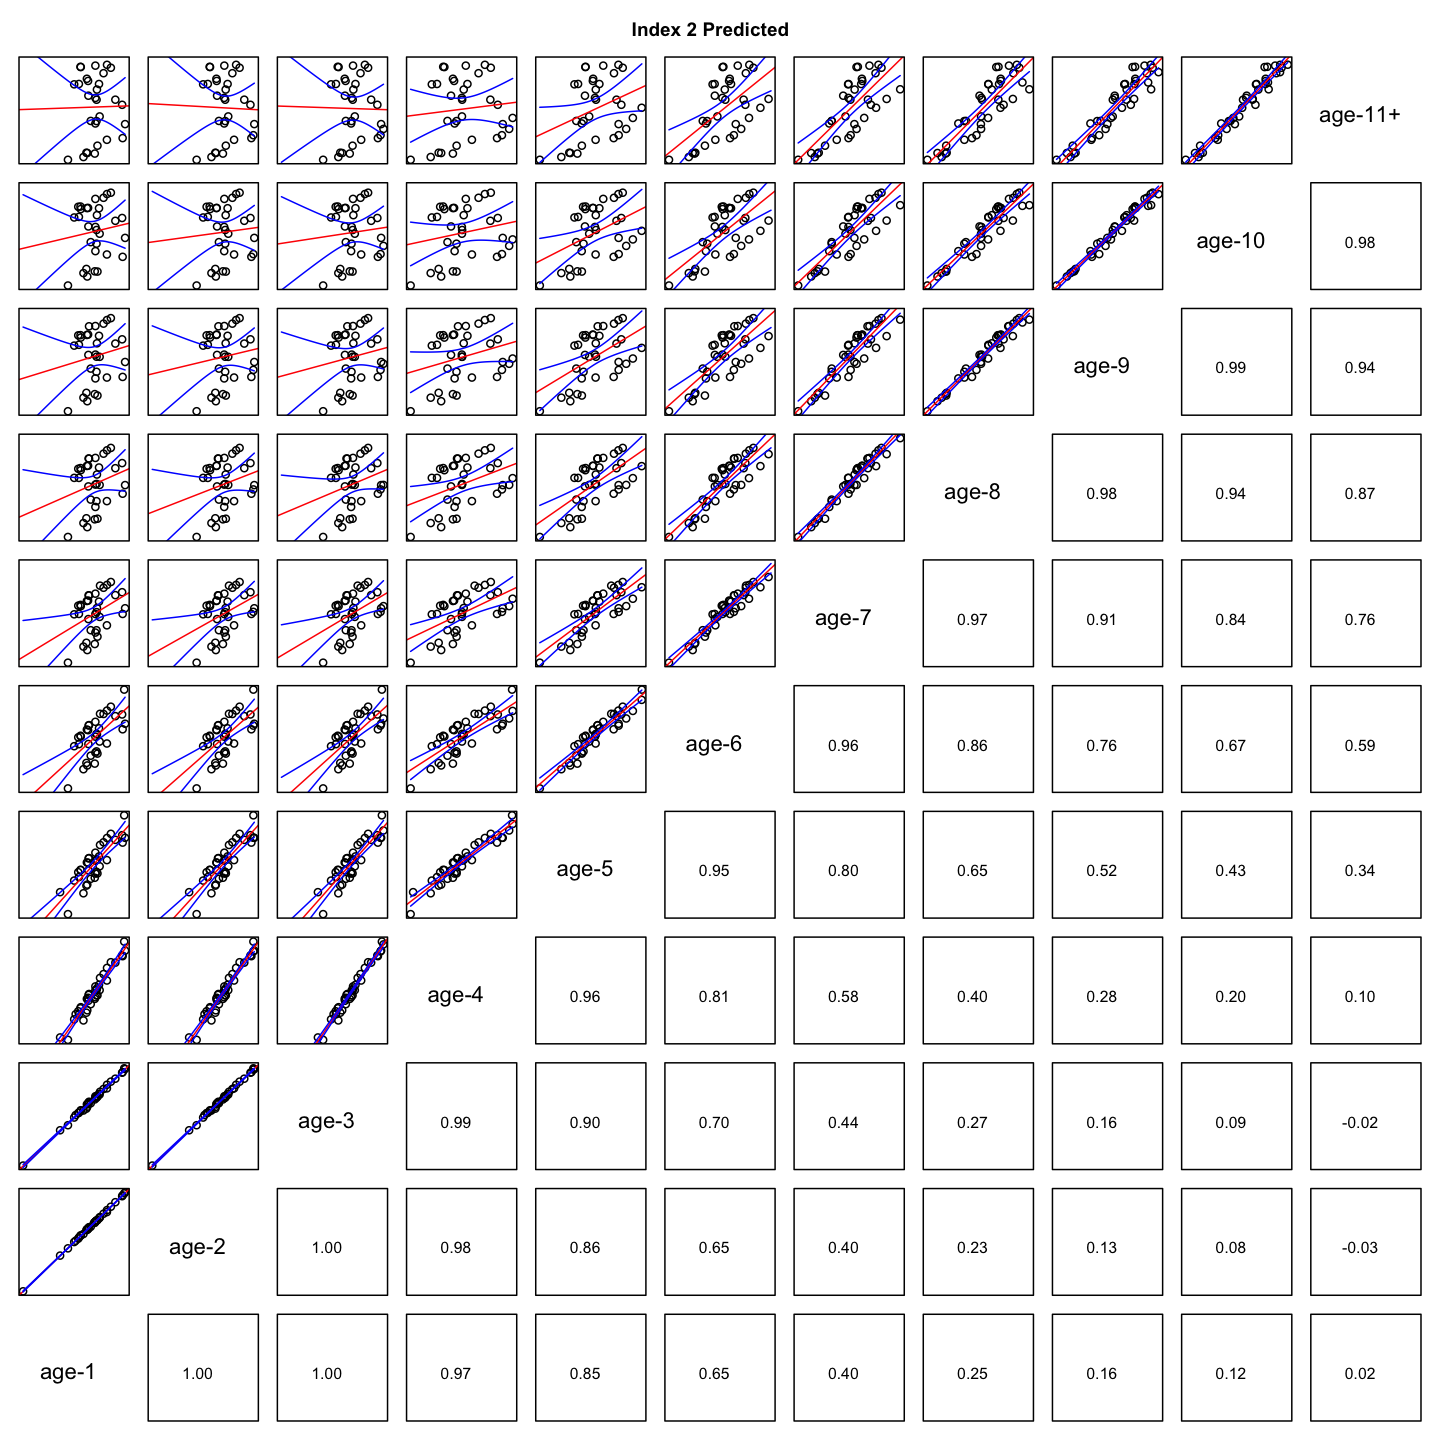 Index 2 Predicted
age-11+
age-10 0.98
age-9 0.99 0.94
age-8 0.98 0.94 0.87
age-7 0.97 0.91 0.84 0.76
age-6 0.96 0.86 0.76 0.67 0.59
age-5 0.95 0.80 0.65 0.52 0.43 0.34
age-4 0.96 0.81 0.58 0.40 0.28 0.20 0.10
age-3 0.99 0.90 0.70 0.44 0.27 0.16 0.09 -0.02
age-2 1.00 0.98 0.86 0.65 0.40 0.23 0.13 0.08 -0.03
age-1 1.00 1.00 0.97 0.85 0.65 0.40 0.25 0.16 0.12 0.02